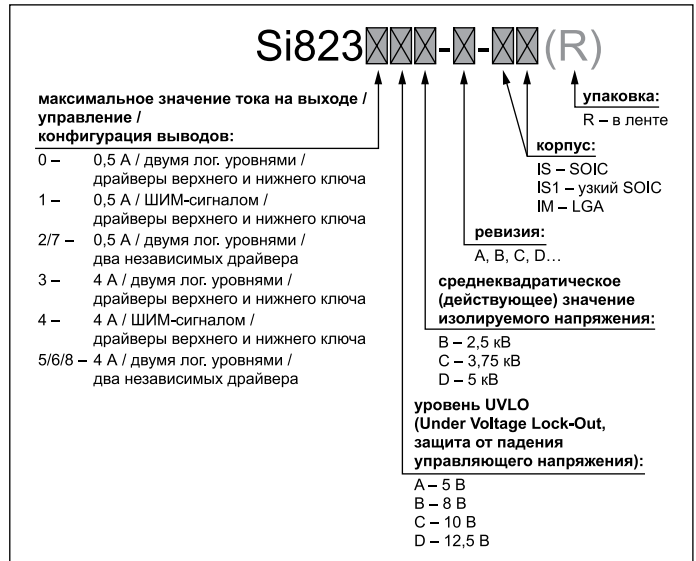 Si823☒☒☒-☒-☒☒(R)
максимальное значение тока на выходе /
управление /
конфигурация выводов:
0 – 0,5 А / двумя лог. уровнями /
драйверы верхнего и нижнего ключа
1 – 0,5 А / ШИМ-сигналом /
драйверы верхнего и нижнего ключа
2/7 – 0,5 А / двумя лог. уровнями /
два независимых драйвера
3 – 4 А / двумя лог. уровнями /
драйверы верхнего и нижнего ключа
4 – 4 А / ШИМ-сигналом /
драйверы верхнего и нижнего ключа
5/6/8 – 4 А / двумя лог. уровнями /
два независимых драйвера
упаковка:
R – в ленте
корпус:
IS – SOIC
IS1 – узкий SOIC
IM – LGA
ревизия:
A, B, C, D...
среднеквадратическое
(действующее) значение
изолируемого напряжения:
B – 2,5 кВ
C – 3,75 кВ
D – 5 кВ
уровень UVLO
(Under Voltage Lock-Out,
защита от падения
управляющего напряжения):
A – 5 В
B – 8 В
C – 10 В
D – 12,5 В